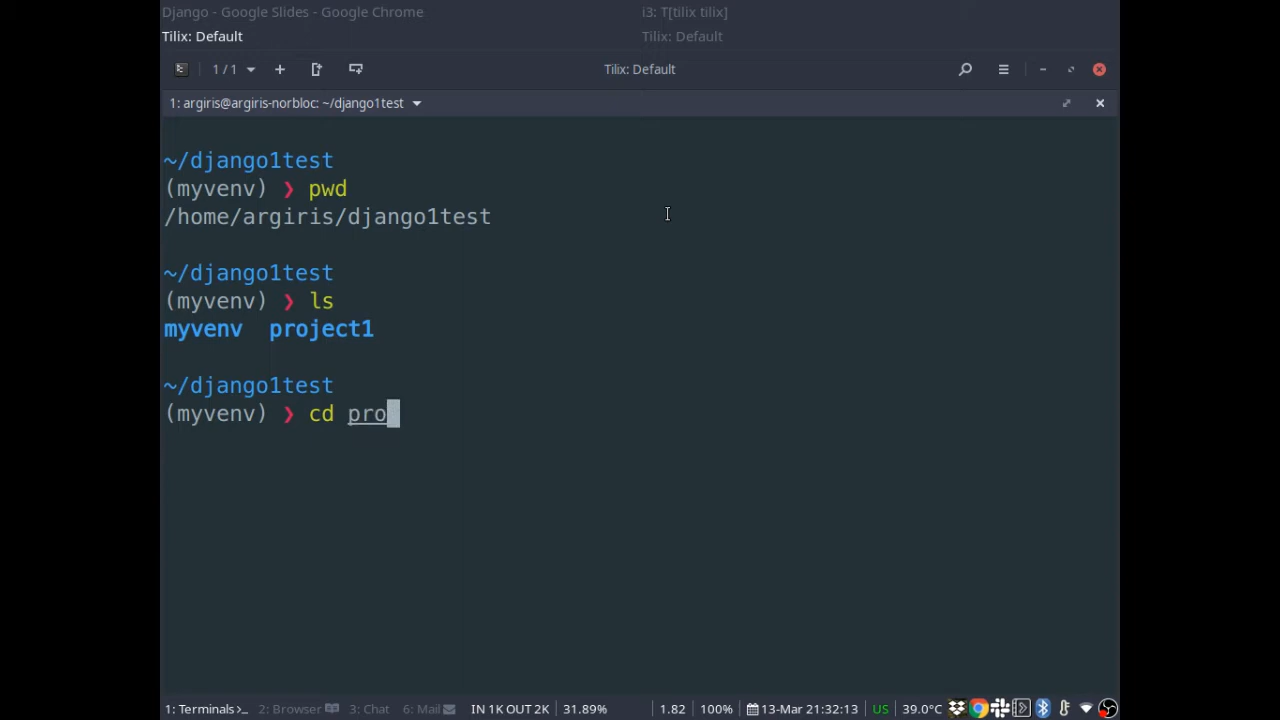 Django - Google Slides - Google Chrome i3: T[tilix tilix]
Tilix: Default Tilix: Default
1 / 1 Tilix: Default
1: argiris@argiris-norbloc: ~/django1test
~/django1test
(myvenv) ❯ pwd
/home/argiris/django1test
~/django1test
(myvenv) ❯ ls
myvenv project1
~/django1test
(myvenv) ❯ cd pro
1: Terminals>_ 2: Browser 3: Chat 6: Mail IN 1K OUT 2K 31.89% 1.82 100% 13-Mar 21:32:13 US 39.0°C